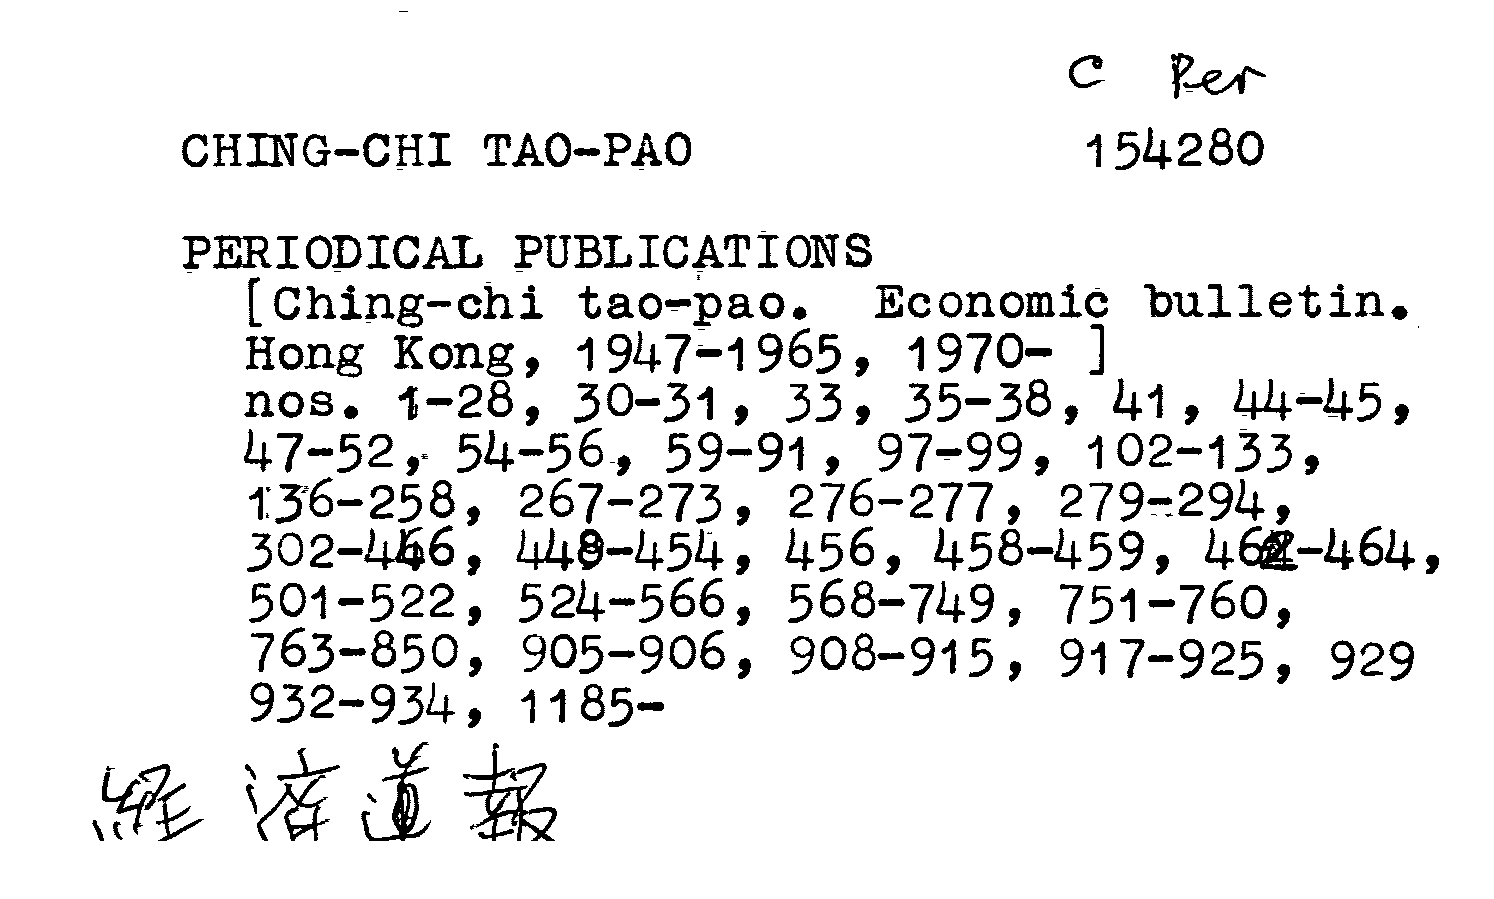 C Per
CHING-CHI TAO-PAO 154280
PERIODICAL PUBLICATIONS
[Ching-chi tao-pao. Economic bulletin.
Hong Kong, 1947-1965, 1970- ]
nos. 1-28, 30-31, 33, 35-38, 41, 44-45,
47-52, 54-56, 59-91, 97-99, 102-133,
136-258, 267-273, 276-277, 279-294,
302-446, 448-454, 456, 458-459, 462-464,
501-522, 524-566, 568-749, 751-760,
763-850, 905-906, 908-915, 917-925, 929
932-934, 1185-
經濟道報